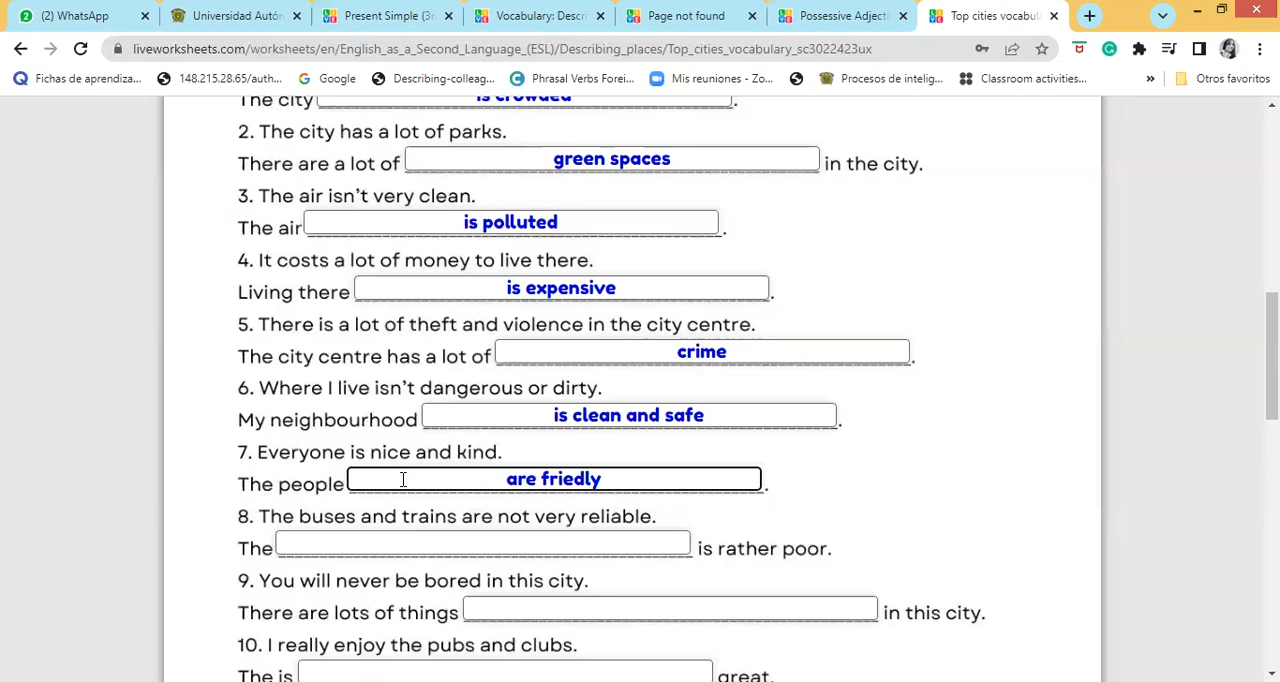 (2) WhatsApp
Universidad Autón
Present simple (3r
Vocabulary: Descri
Page not found
Possessive Adjecti
Top cities vocabul
liveworksheets.com/worksheets/en/English_as_a_Second_Language_(ESL)/Describing_places/Top_cities_vocabulary_sc3022423ux
Fichas de aprendiza...
148.215.28.65/auth...
Google
Describing-colleag...
Phrasal Verbs Forei...
Mis reuniones - Zo...
Procesos de intelig...
Classroom activities...
»
Otros favoritos
The city is crowded.
2. The city has a lot of parks.
There are a lot of green spaces in the city.
3. The air isn't very clean.
The air is polluted.
4. It costs a lot of money to live there.
Living there is expensive.
5. There is a lot of theft and violence in the city centre.
The city centre has a lot of crime.
6. Where I live isn't dangerous or dirty.
My neighbourhood is clean and safe.
7. Everyone is nice and kind.
The people are friedly.
8. The buses and trains are not very reliable.
The is rather poor.
9. You will never be bored in this city.
There are lots of things in this city.
10. I really enjoy the pubs and clubs.
The is great.